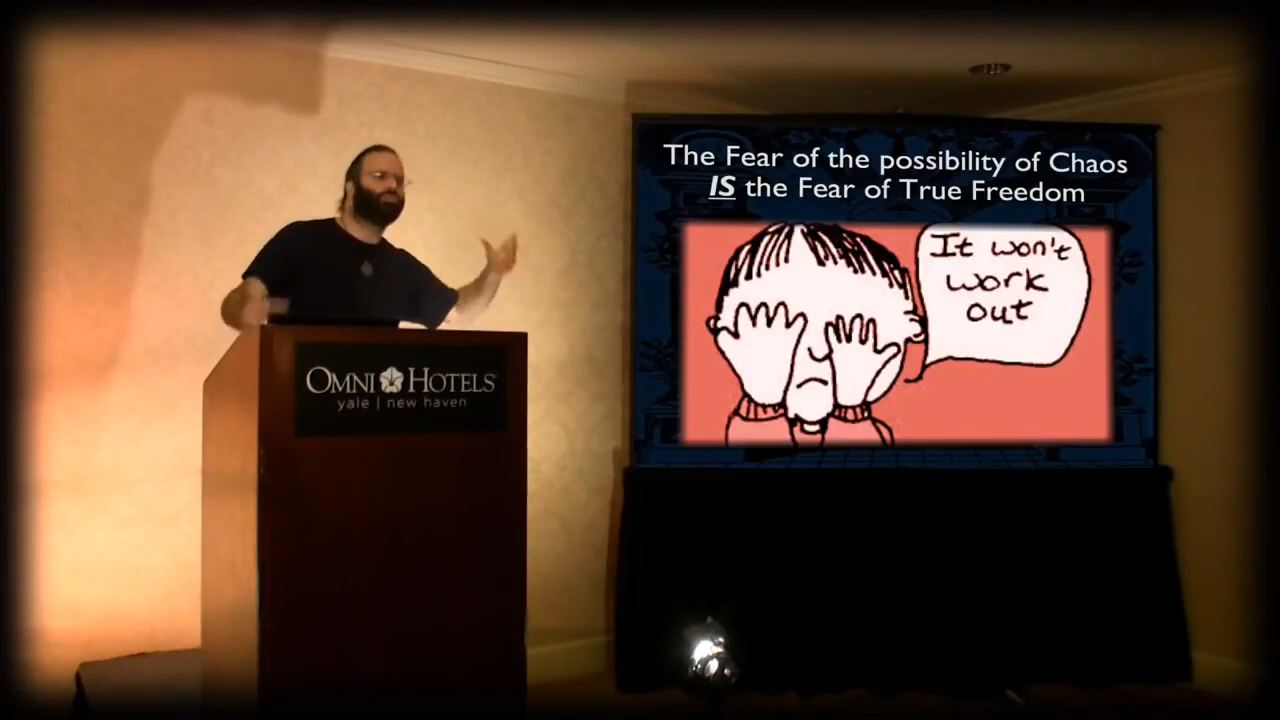 The Fear of the possibility of Chaos
IS the Fear of True Freedom
It won't
work
out
OMNI HOTELS
yale | new haven